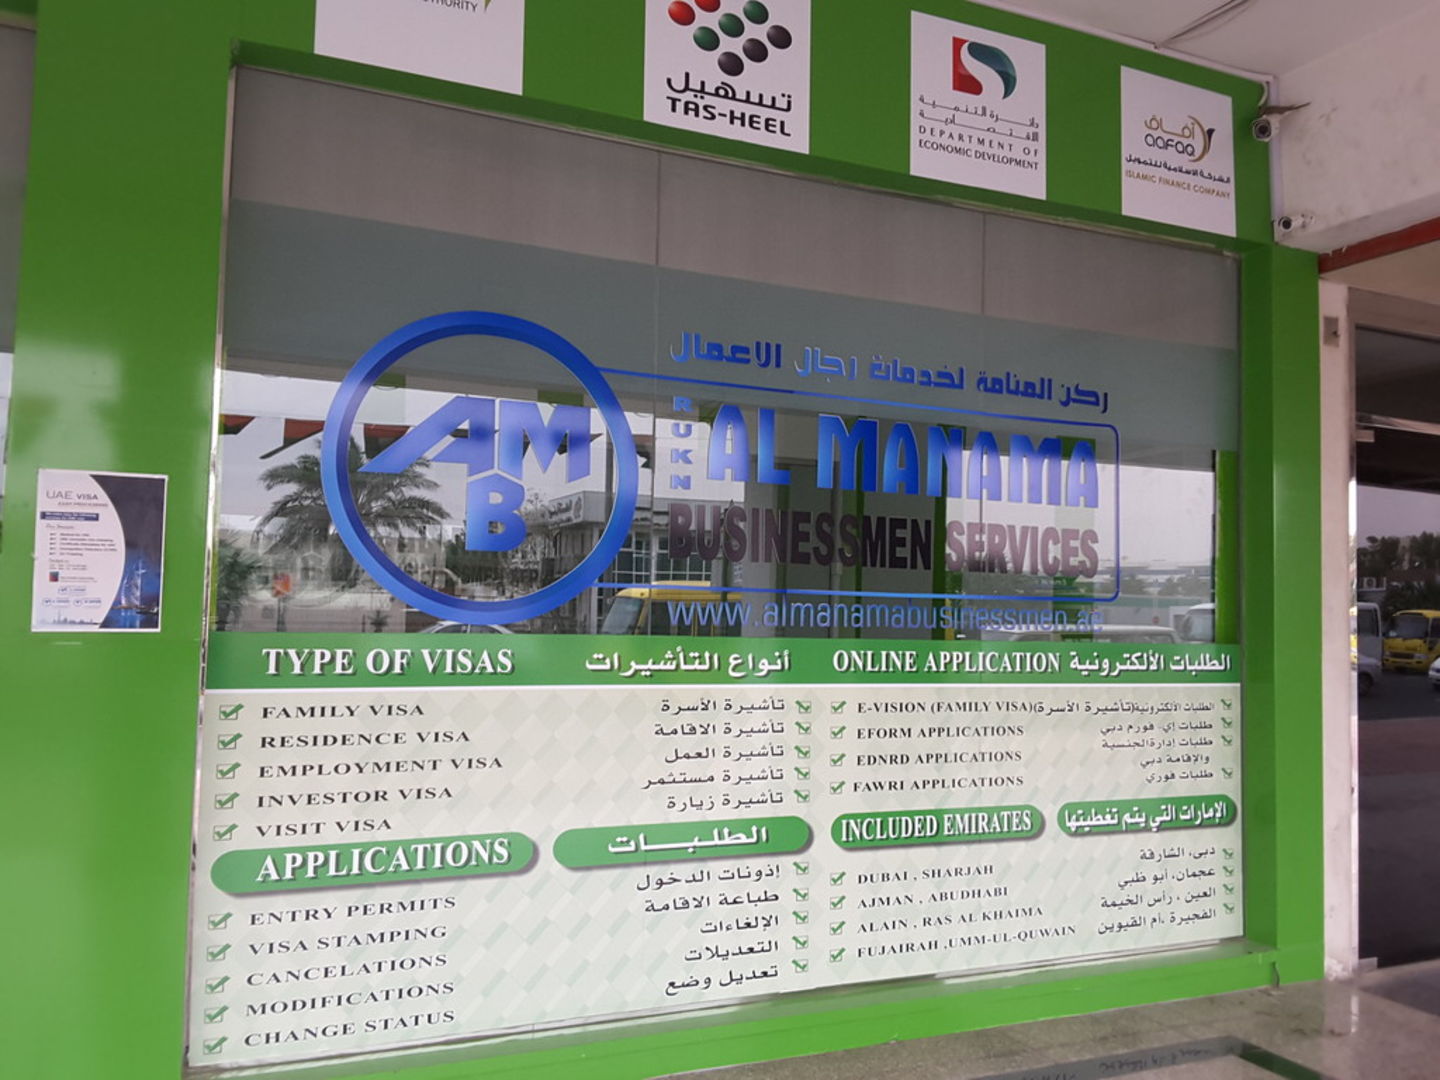 THORITY
تسهيل
TAS-HEEL
دائرة التنمية
الاقتصادية
DEPARTMENT OF
ECONOMIC DEVELOPMENT
آفاق
aafaq
الشركة الاسلامية للتمويل
ISLAMIC FINANCE COMPANY
ركن المنامة لخدمات رجال الاعمال
RUKN
AL MANAMA
BUSINESSMEN SERVICES
www.almanamabusinessmen.ae
AMB
UAE VISA
TYPE OF VISAS
أنواع التأشيرات
FAMILY VISA
تأشيرة الأسرة
RESIDENCE VISA
تأشيرة الاقامة
EMPLOYMENT VISA
تأشيرة العمل
INVESTOR VISA
تأشيرة مستثمر
VISIT VISA
تأشيرة زيارة
APPLICATIONS
الطلبات
ENTRY PERMITS
إذونات الدخول
VISA STAMPING
طباعة الاقامة
CANCELATIONS
الإلغاءات
MODIFICATIONS
التعديلات
CHANGE STATUS
تعديل وضع
ONLINE APPLICATION
الطلبات الألكترونية
E-VISION (FAMILY VISA)
الطلبات الألكترونية(تأشيرة الأسرة)
EFORM APPLICATIONS
طلبات إي. فورم دبي
EDNRD APPLICATIONS
طلبات إدارة الجنسية
والإقامة دبي
FAWRI APPLICATIONS
طلبات فوري
INCLUDED EMIRATES
الإمارات التي يتم تغطيتها
DUBAI , SHARJAH
دبى، الشارقة
AJMAN , ABUDHABI
عجمان، أبو ظبي
ALAIN , RAS AL KHAIMA
العين ، رأس الخيمة
FUJAIRAH ,UMM-UL-QUWAIN
الفجيرة ،أم القيوين